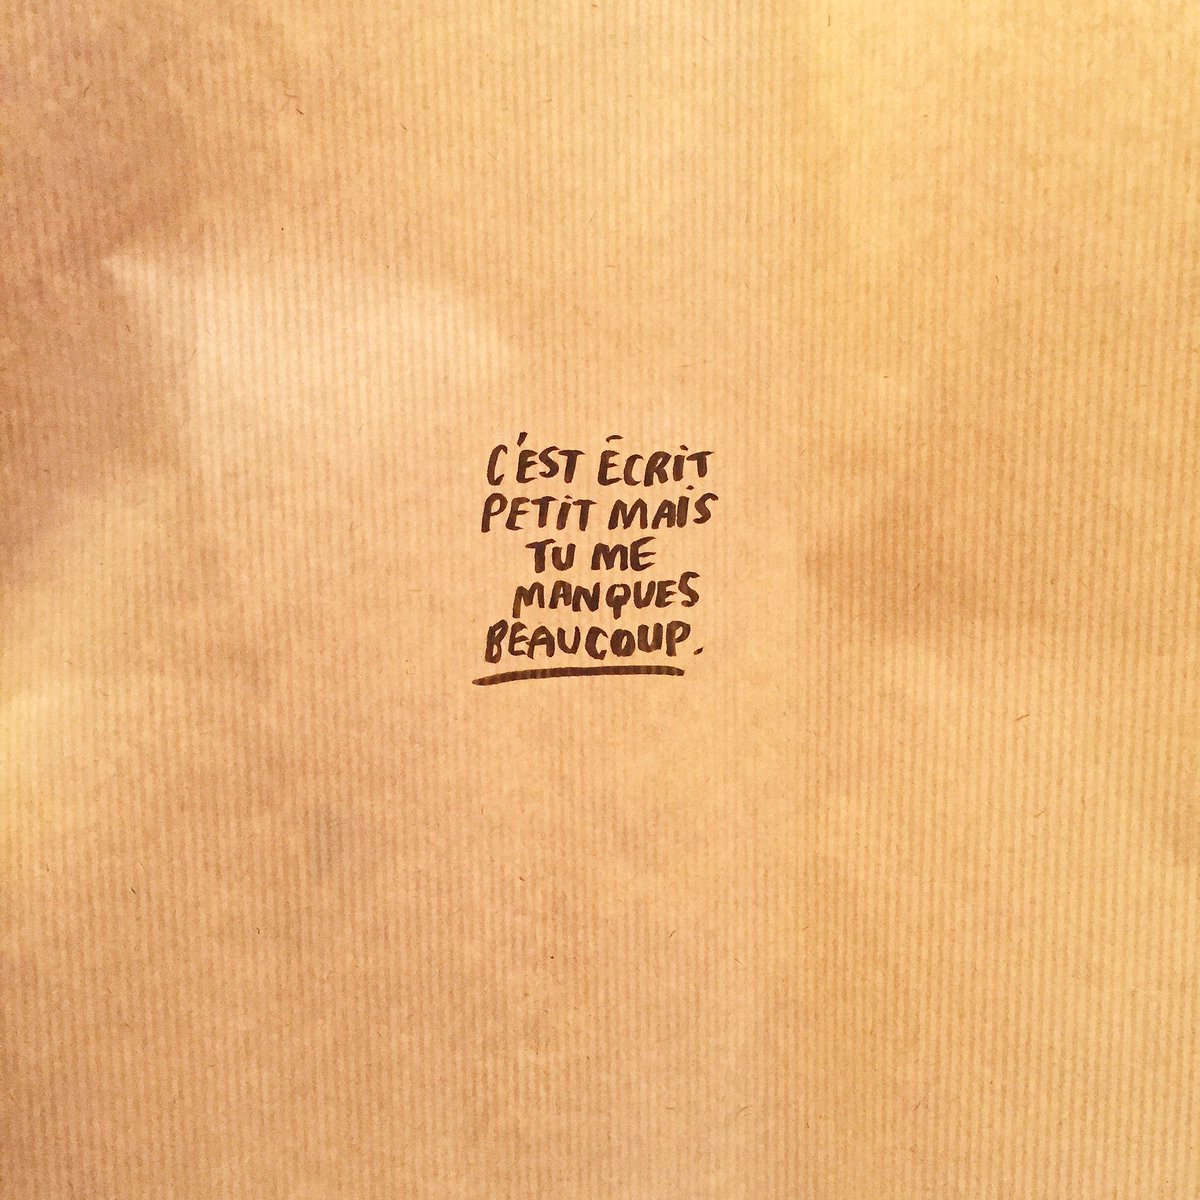 C'EST ÉCRIT
PETIT MAIS
TU ME
MANQUES
BEAUCOUP.